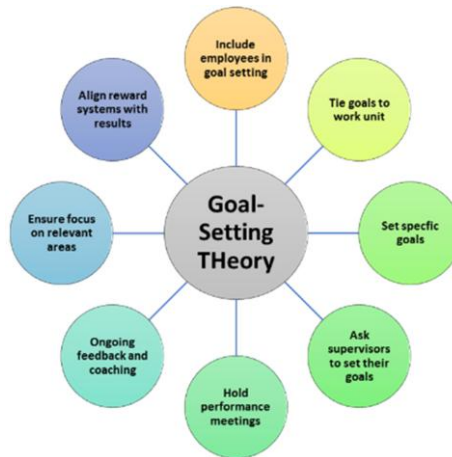 Include
employees in
goal setting
Tie goals to
work unit
Set specfic
goals
Ask
supervisors
to set their
goals
Hold
performance
meetings
Ongoing
feedback and
coaching
Ensure focus
on relevant
areas
Align reward
systems with
results
Goal-
Setting
THeory